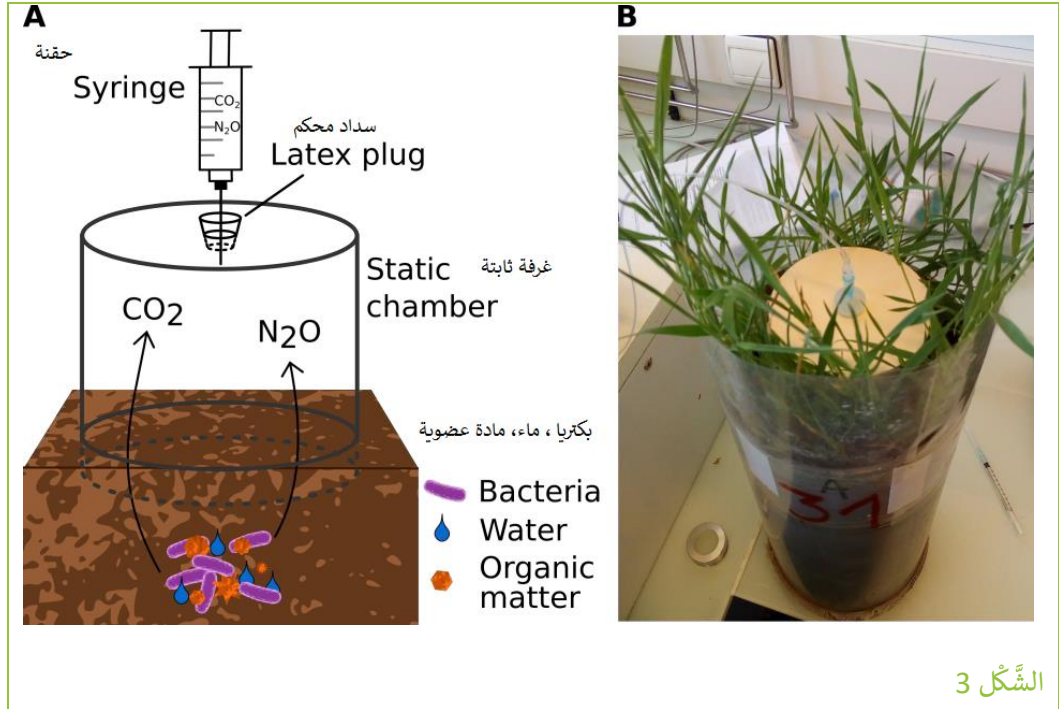 A
حقنة
Syringe
CO2
N2O
سداد محكم
Latex plug
Static
chamber
غرفة ثابتة
CO2
N2O
بكتريا ، ماء، مادة عضوية
Bacteria
Water
Organic
matter
B
A
31
الشَّكْل 3